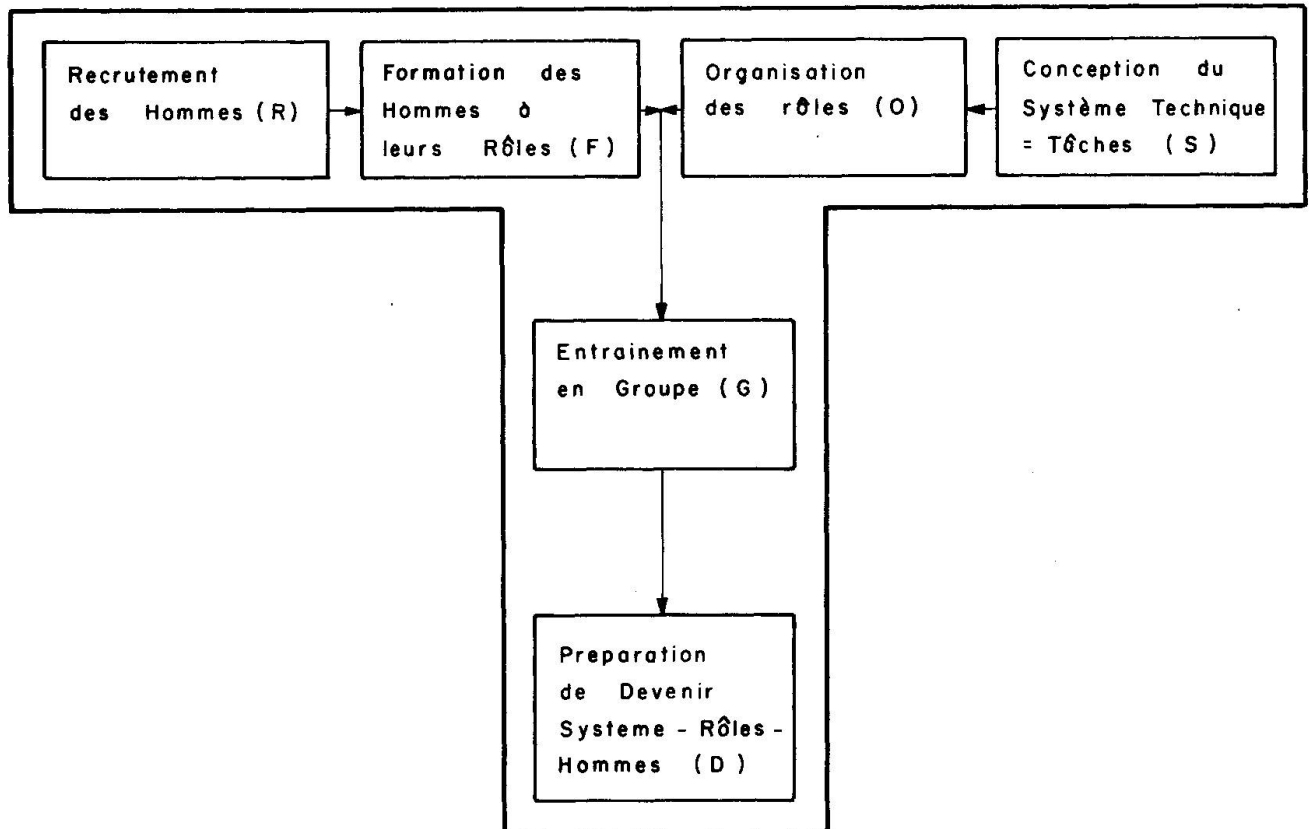 Recrutement
des Hommes (R)
Formation des
Hommes à
leurs Rôles (F)
Organisation
des rôles (O)
Conception du
Système Technique
= Tâches (S)
Entrainement
en Groupe (G)
Preparation
de Devenir
Systeme - Rôles -
Hommes (D)